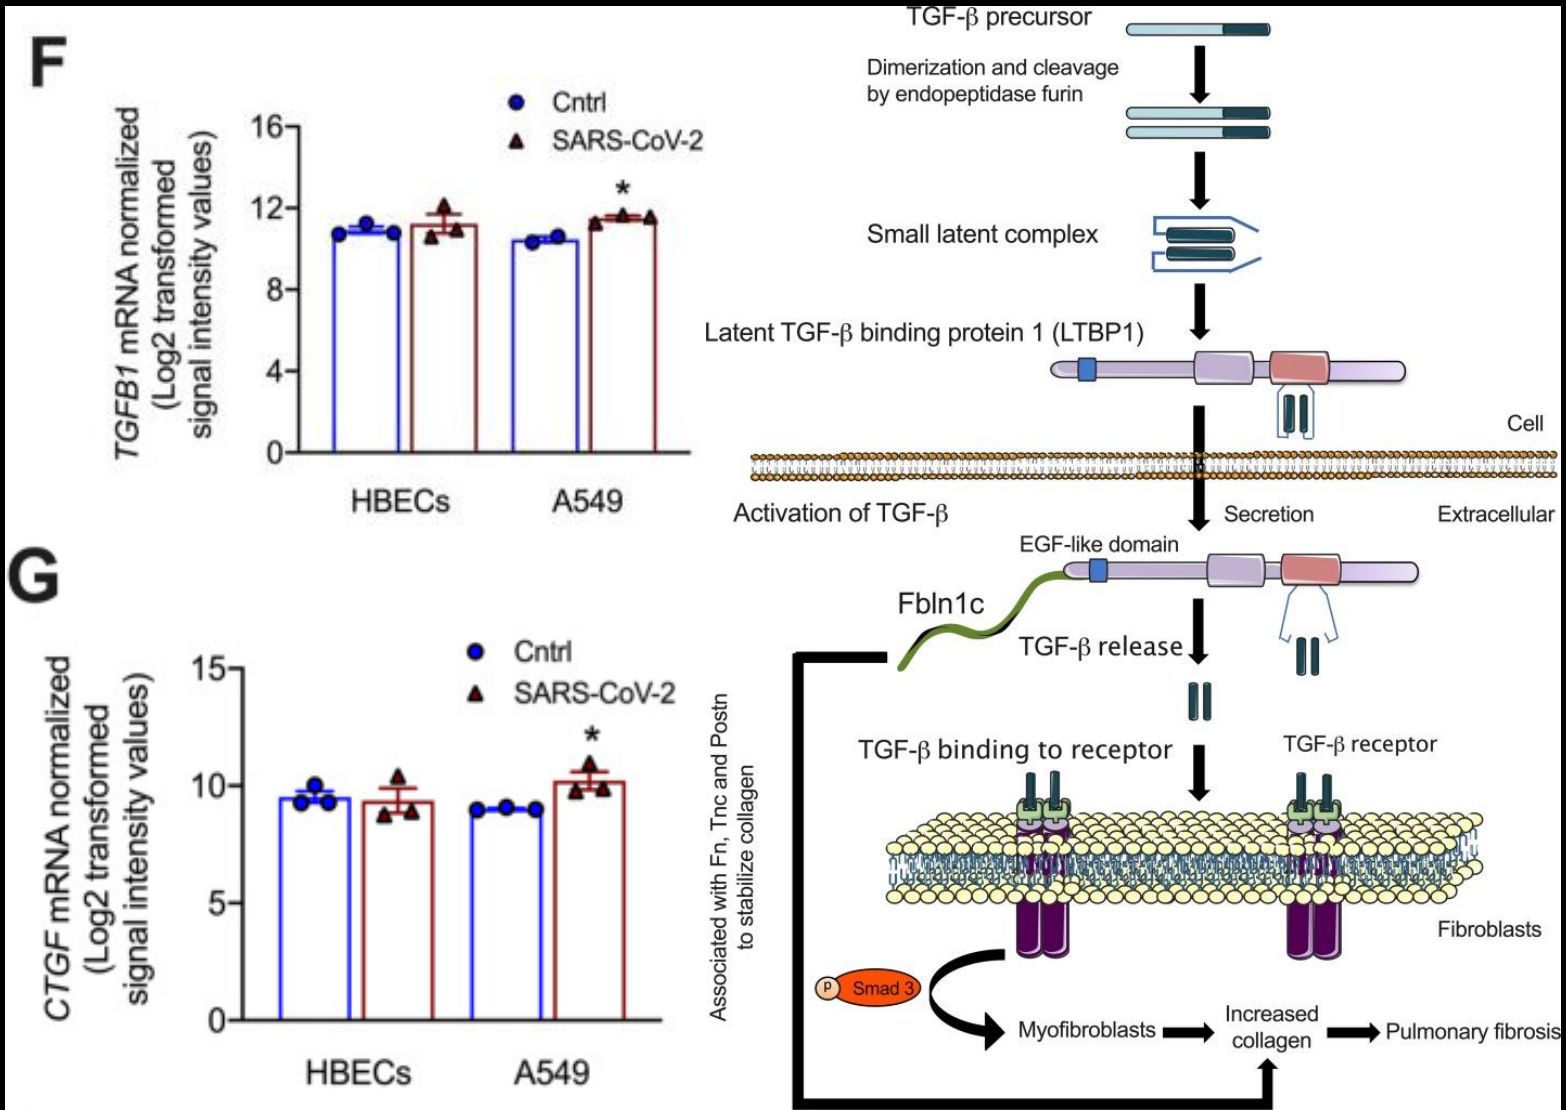 F
TGFB1 mRNA normalized
(Log2 transformed
signal intensity values)
Cntrl
SARS-CoV-2
16
12
8
4
0
*
HBECs
A549
G
CTGF mRNA normalized
(Log2 transformed
signal intensity values)
Cntrl
SARS-CoV-2
15
10
5
0
*
HBECs
A549
TGF-β precursor
Dimerization and cleavage
by endopeptidase furin
Small latent complex
Latent TGF-β binding protein 1 (LTBP1)
Cell
Activation of TGF-β
Secretion
Extracellular
EGF-like domain
Fbln1c
TGF-β release
TGF-β binding to receptor
TGF-β receptor
Associated with Fn, Tnc and Postn
to stabilize collagen
Fibroblasts
P
Smad 3
Myofibroblasts
Increased
collagen
Pulmonary fibrosis